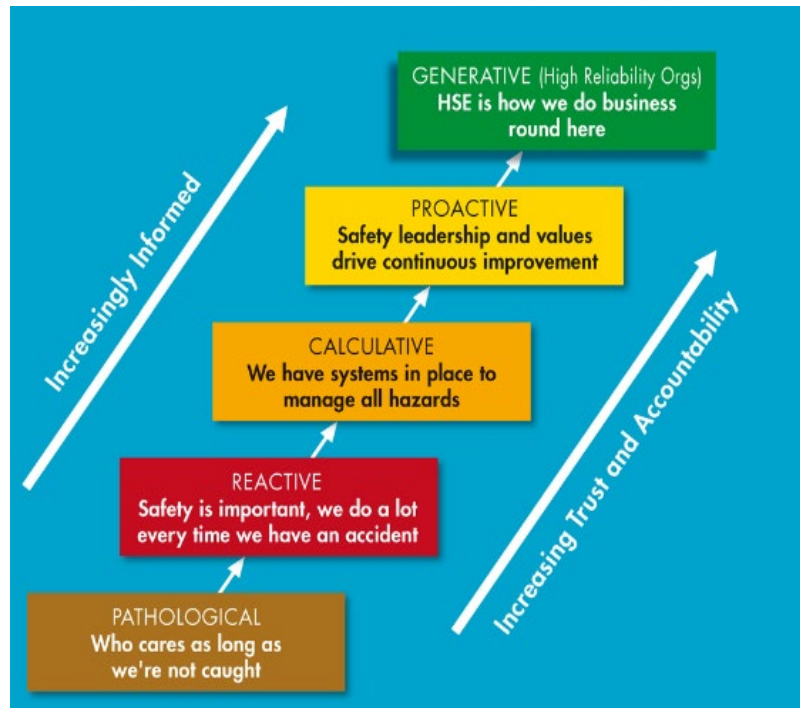 GENERATIVE (High Reliability Orgs)
HSE is how we do business
round here
Increasingly Informed
PROACTIVE
Safety leadership and values
drive continuous improvement
CALCULATIVE
We have systems in place to
manage all hazards
Increasing Trust and Accountability
REACTIVE
Safety is important, we do a lot
every time we have an accident
PATHOLOGICAL
Who cares as long as
we're not caught